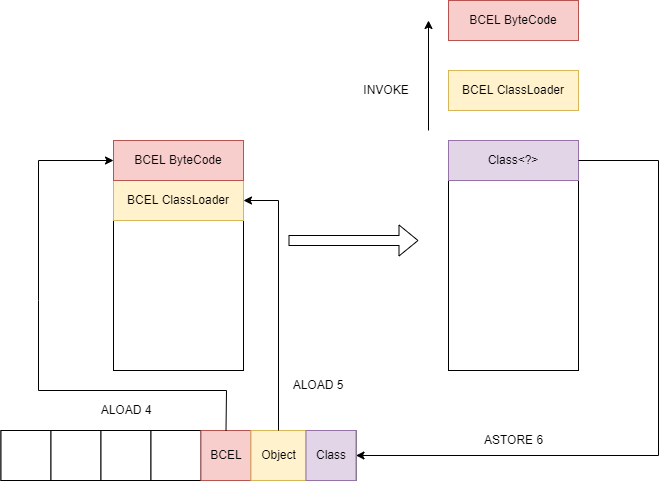 BCEL ByteCode
INVOKE
BCEL ClassLoader
BCEL ByteCode
Class<?>
BCEL ClassLoader
ALOAD 5
ALOAD 4
ASTORE 6
BCEL
Object
Class